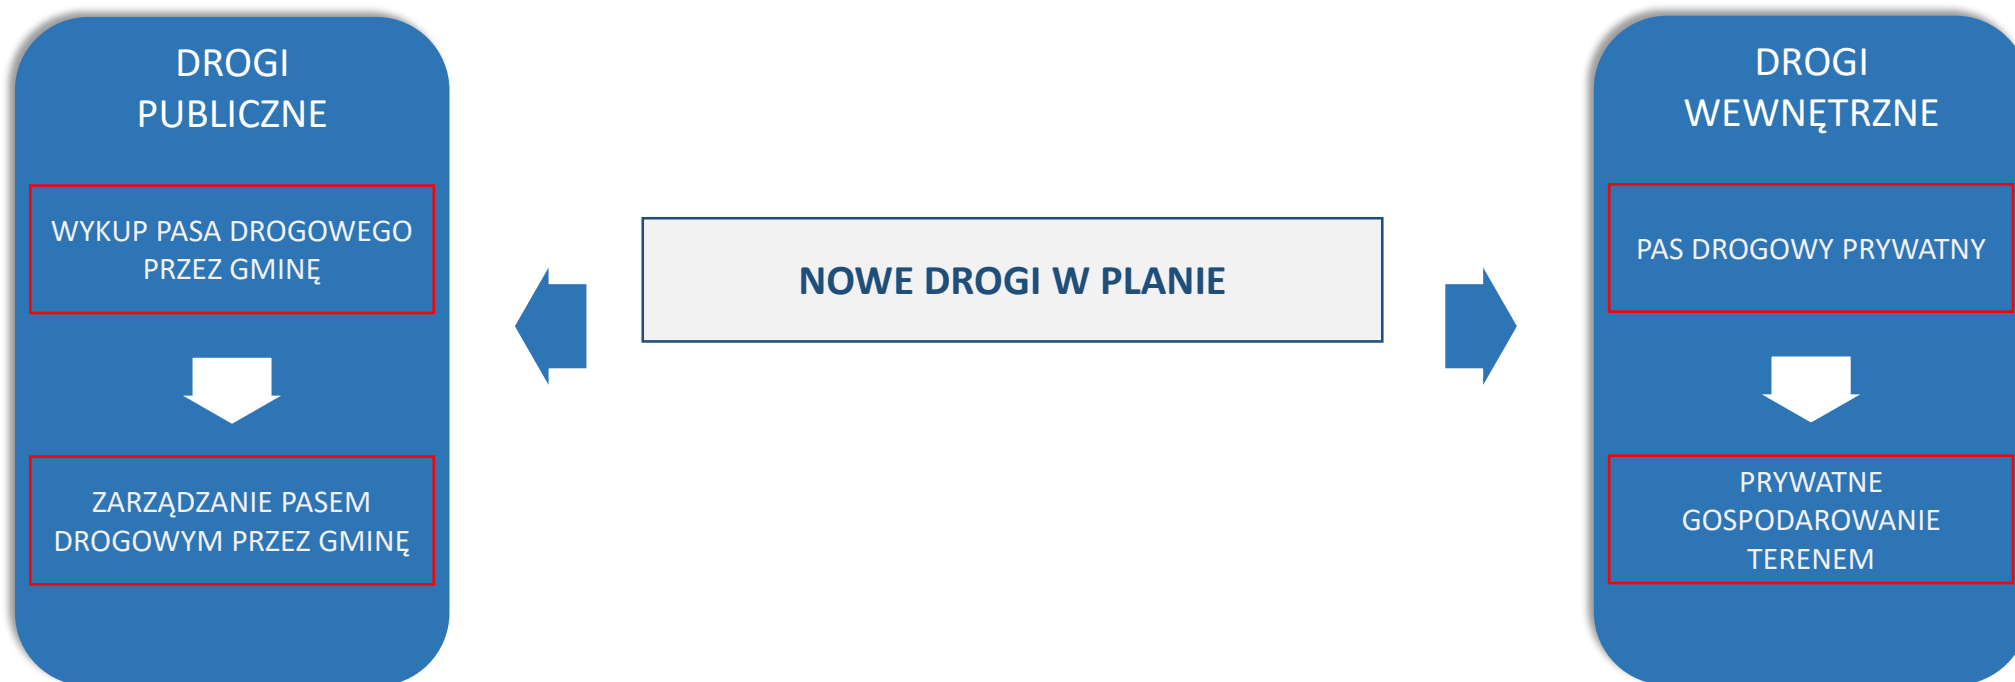 DROGI
PUBLICZNE
WYKUP PASA DROGOWEGO
PRZEZ GMINĘ
ZARZĄDZANIE PASEM
DROGOWYM PRZEZ GMINĘ
NOWE DROGI W PLANIE
DROGI
WEWNĘTRZNE
PAS DROGOWY PRYWATNY
PRYWATNE
GOSPODAROWANIE
TERENEM